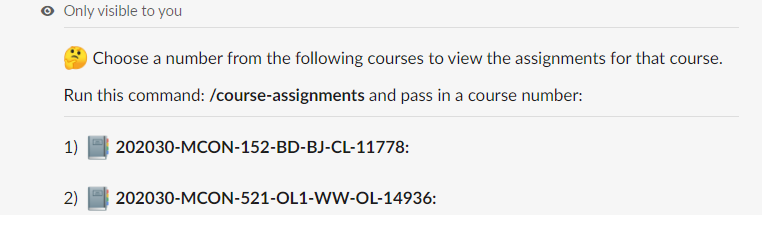 Only visible to you
🤔 Choose a number from the following courses to view the assignments for that course.
Run this command: /course-assignments and pass in a course number:
1) 📓 202030-MCON-152-BD-BJ-CL-11778:
2) 📓 202030-MCON-521-OL1-WW-OL-14936: